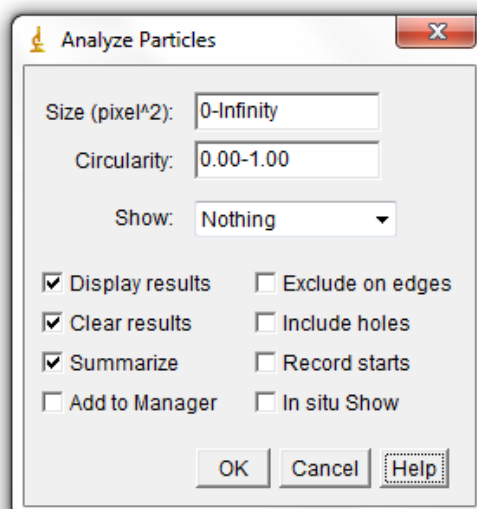 Analyze Particles
X
Size (pixel^2): 0-Infinity
Circularity: 0.00-1.00
Show: Nothing
Display results Exclude on edges
Clear results Include holes
Summarize Record starts
Add to Manager In situ Show
OK Cancel Help